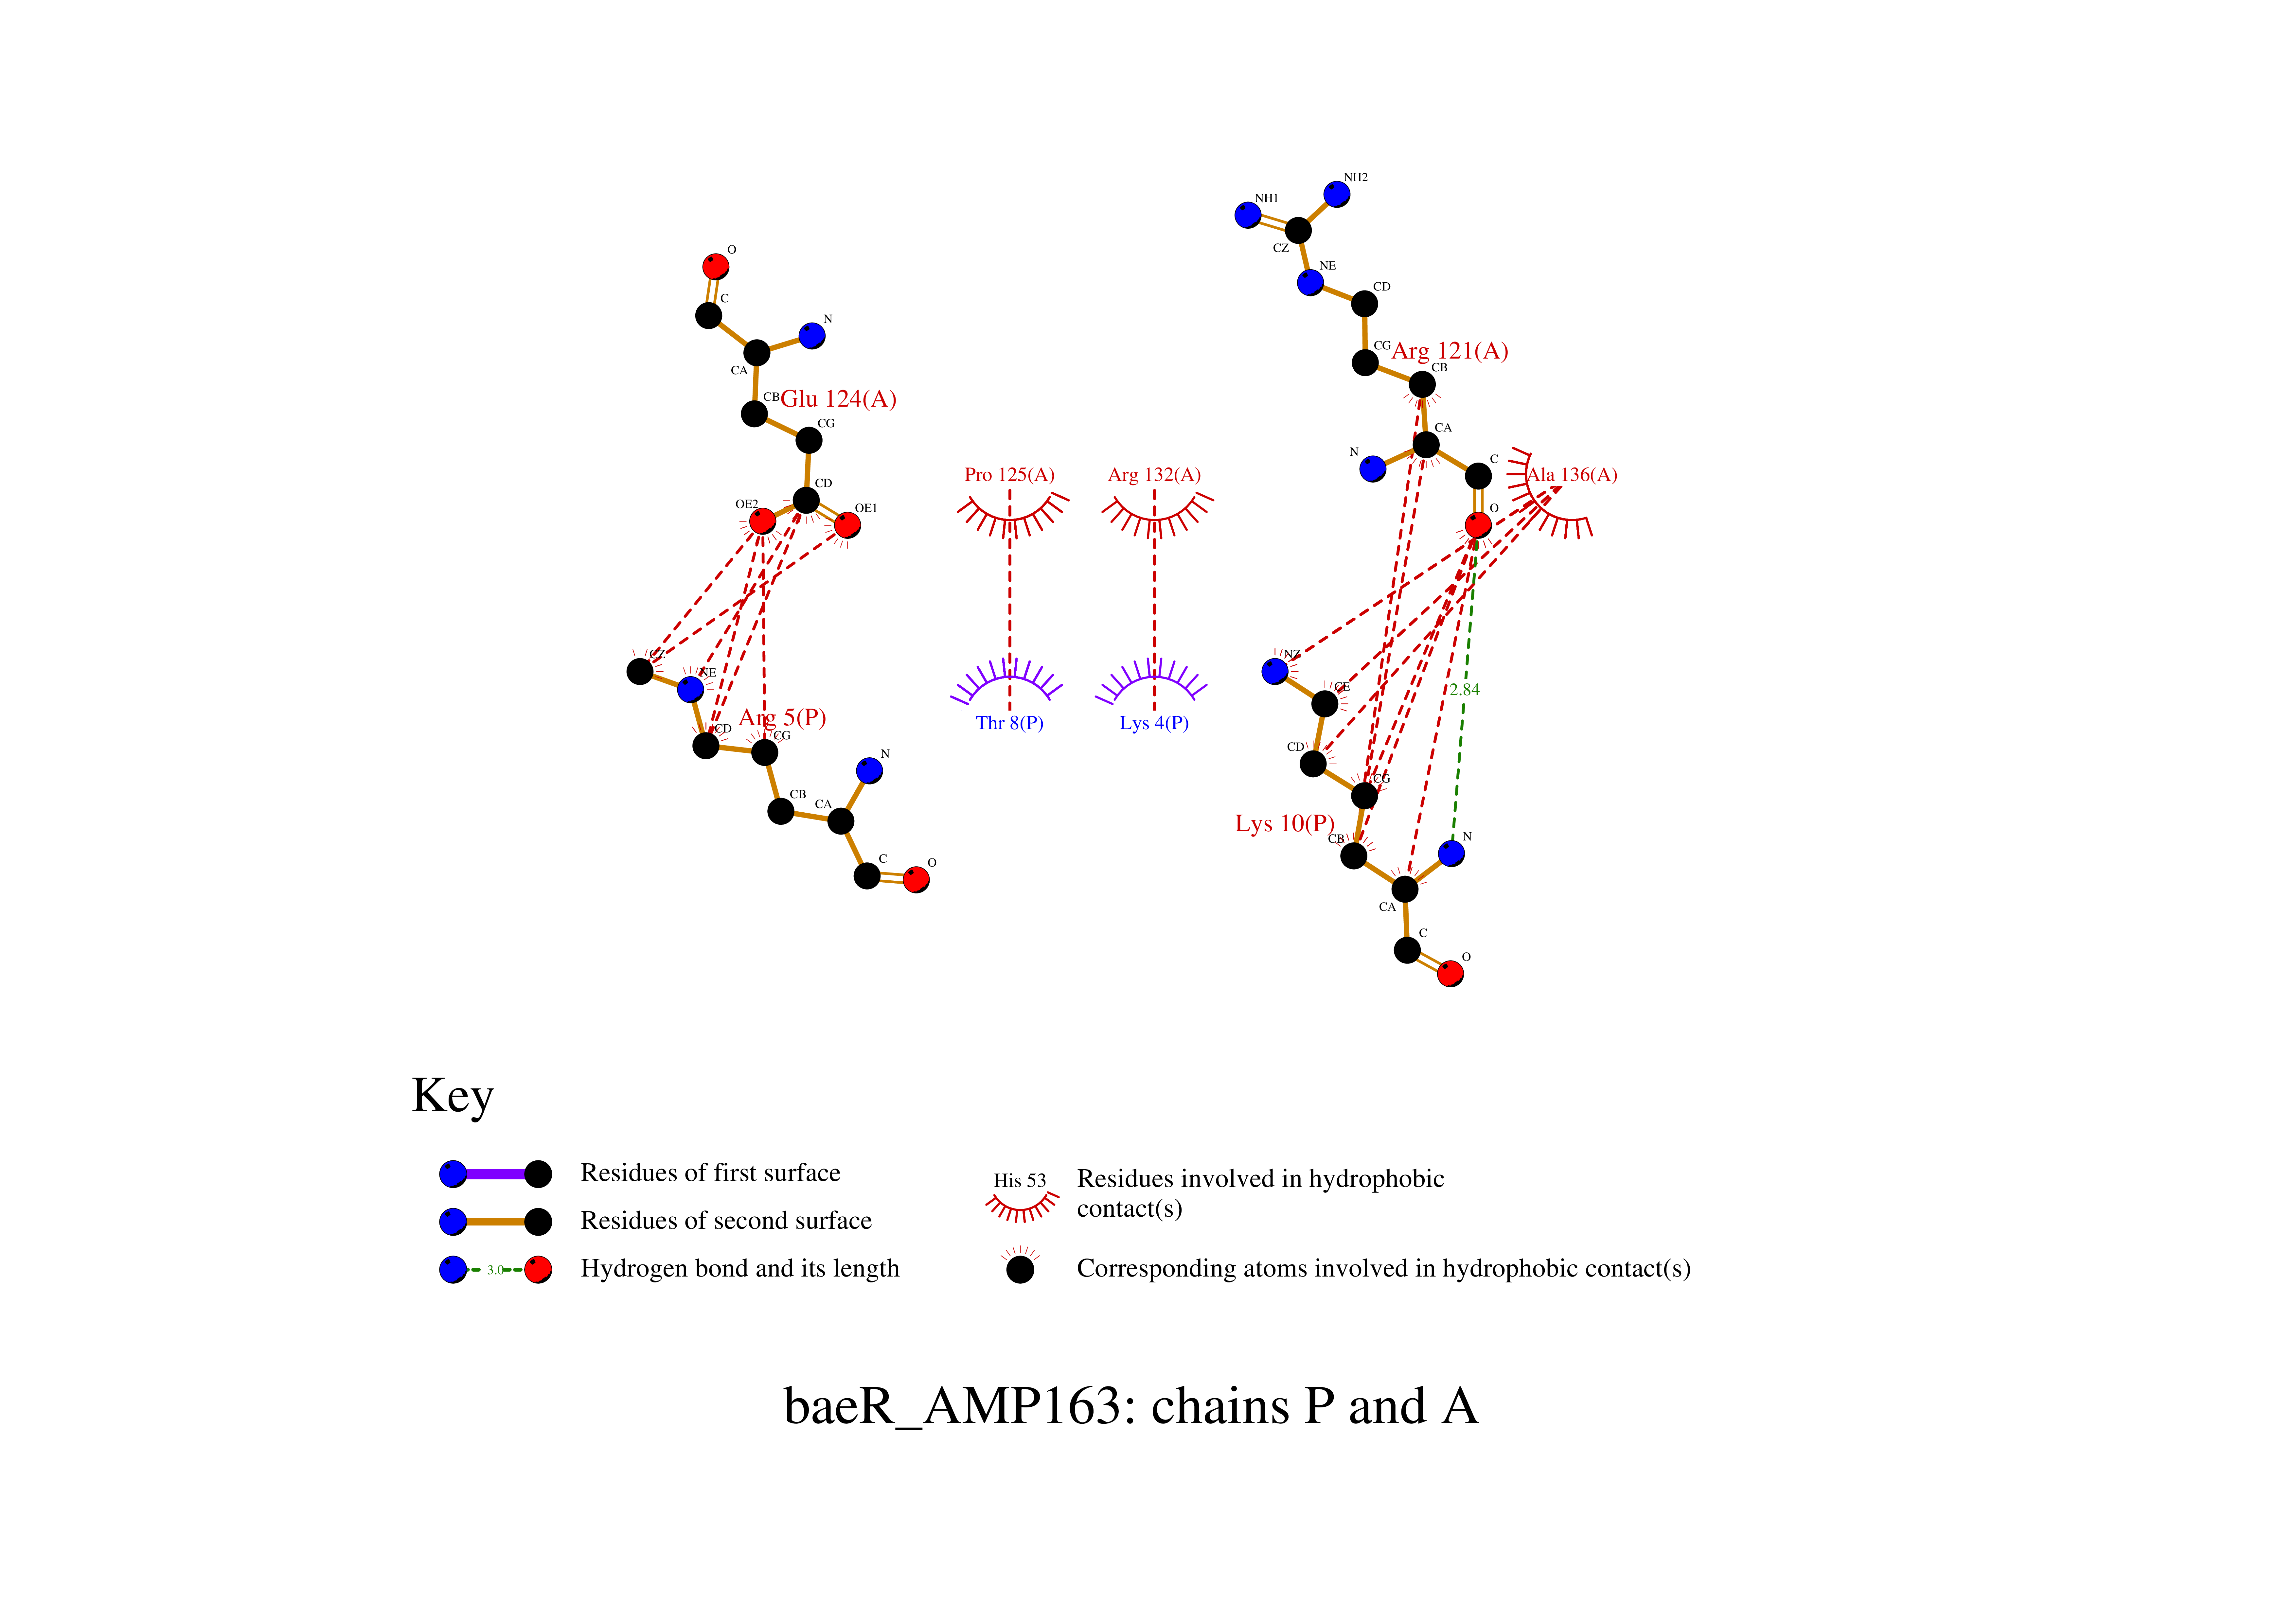 NH2
NH1
CZ
NE
CD
CG
Arg 121(A)
CB
CA
N
C
O
Ala 136(A)
O
C
N
CA
CB
Glu 124(A)
CG
CD
OE2
OE1
Pro 125(A)
Arg 132(A)
CZ
NE
Arg 5(P)
CD
CG
N
CB
CA
C
O
Thr 8(P)
Lys 4(P)
NZ
CE
2.84
CD
CG
Lys 10(P)
CB
N
CA
C
O
Key
Residues of first surface
Residues of second surface
3.0
Hydrogen bond and its length
His 53
Residues involved in hydrophobic
contact(s)
Corresponding atoms involved in hydrophobic contact(s)
baeR_AMP163: chains P and A